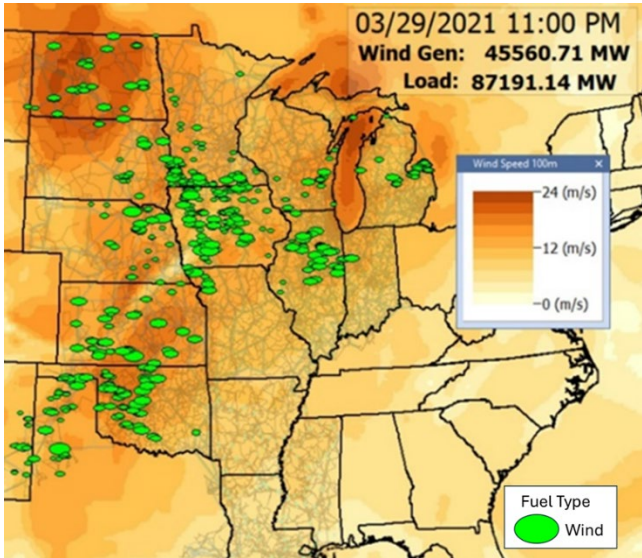 03/29/2021 11:00 PM
Wind Gen: 45560.71 MW
Load: 87191.14 MW
Wind Speed 100m ×
24 (m/s)
12 (m/s)
0 (m/s)
Fuel Type
Wind